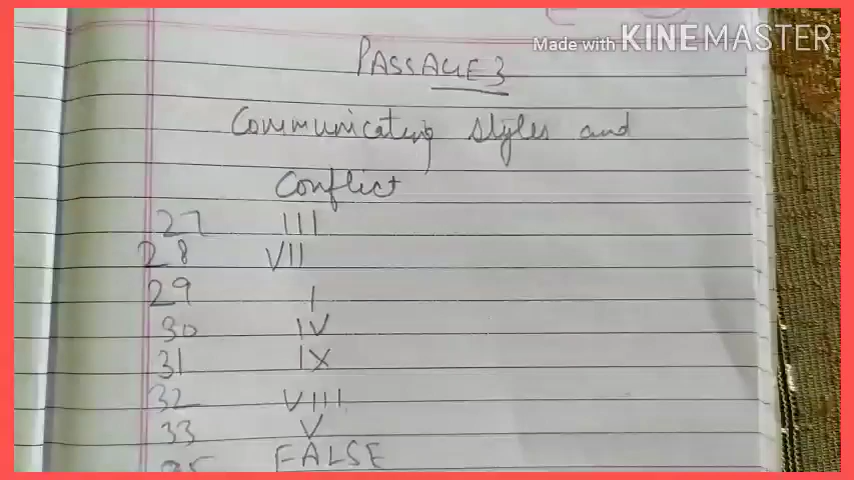 Made with KINEMASTER
PASSAGE 3
Communicating styles and
Conflict
27 III
28 VII
29 I
30 IV
31 IX
32 VIII
33 V
FALSE